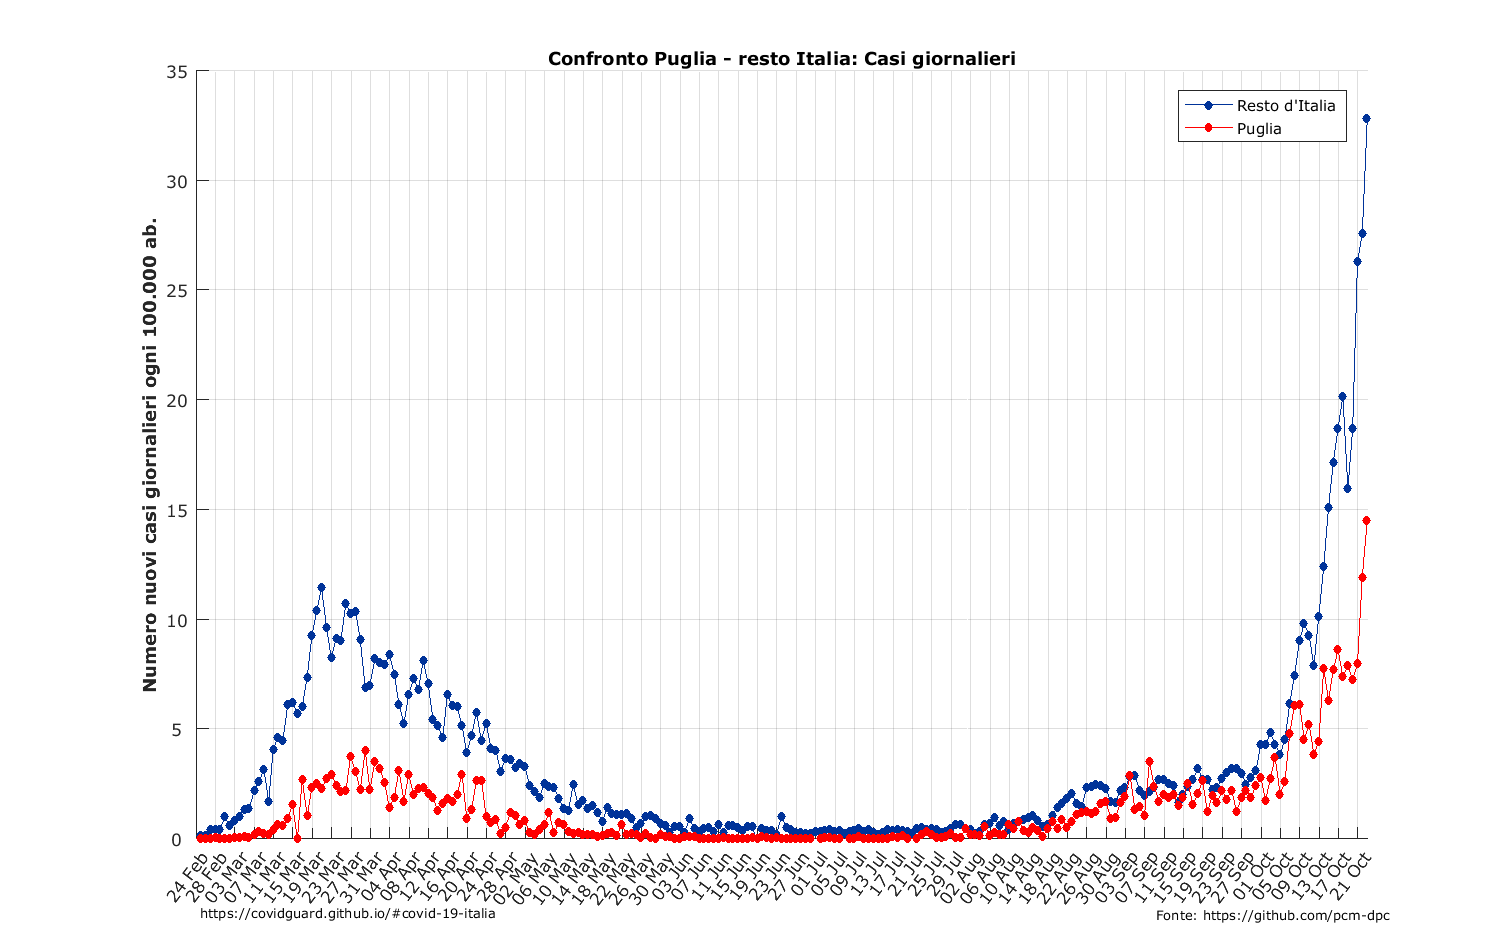 Confronto Puglia - resto Italia: Casi giornalieri
Numero nuovi casi giornalieri ogni 100.000 ab.
35
30
25
20
15
10
5
0
Resto d'Italia
Puglia
24 Feb
28 Feb
03 Mar
07 Mar
11 Mar
15 Mar
19 Mar
23 Mar
27 Mar
31 Mar
04 Apr
08 Apr
12 Apr
16 Apr
20 Apr
24 Apr
28 Apr
02 May
06 May
10 May
14 May
18 May
22 May
26 May
30 May
03 Jun
07 Jun
11 Jun
15 Jun
19 Jun
23 Jun
27 Jun
01 Jul
05 Jul
09 Jul
13 Jul
17 Jul
21 Jul
25 Jul
29 Jul
02 Aug
06 Aug
10 Aug
14 Aug
18 Aug
22 Aug
26 Aug
30 Aug
03 Sep
07 Sep
11 Sep
15 Sep
19 Sep
23 Sep
27 Sep
01 Oct
05 Oct
09 Oct
13 Oct
17 Oct
21 Oct
https://covidguard.github.io/#covid-19-italia
Fonte: https://github.com/pcm-dpc